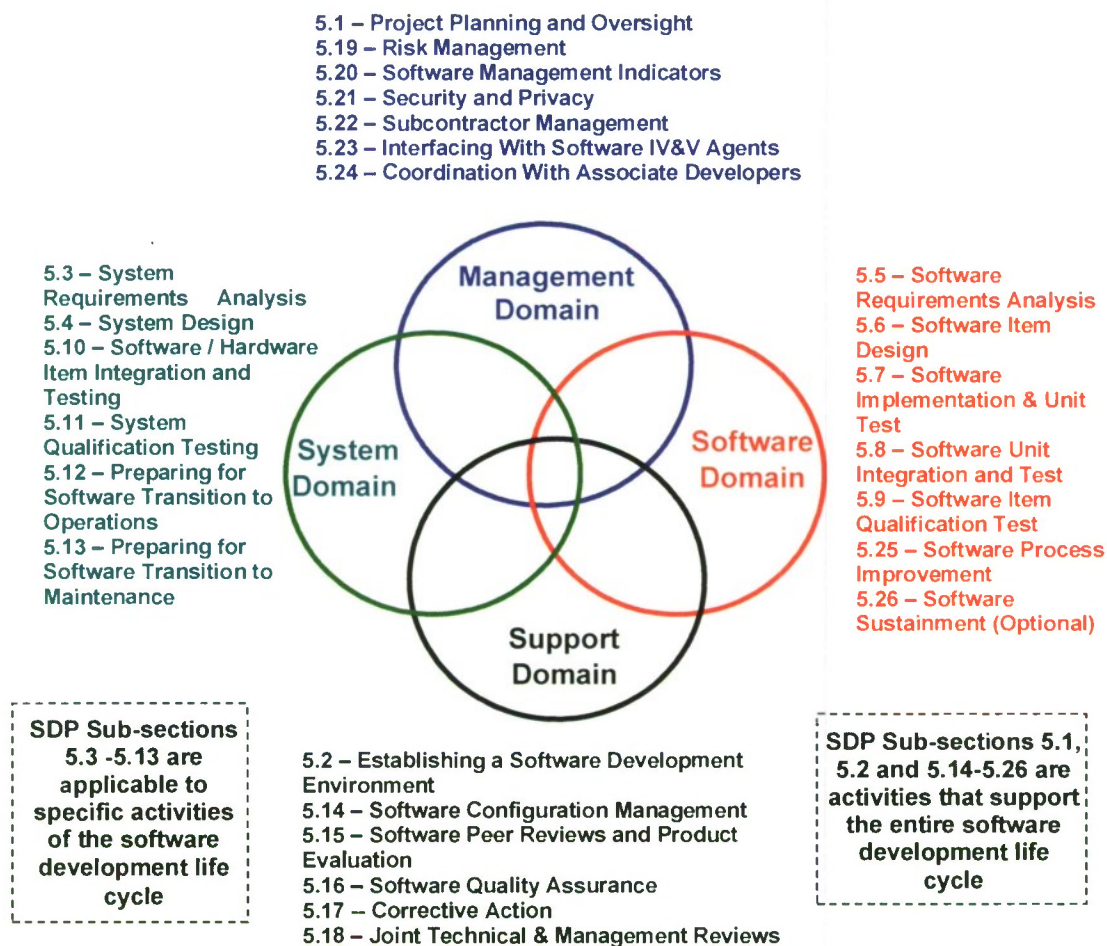 5.1 – Project Planning and Oversight
5.19 – Risk Management
5.20 – Software Management Indicators
5.21 – Security and Privacy
5.22 – Subcontractor Management
5.23 – Interfacing With Software IV&V Agents
5.24 – Coordination With Associate Developers
Management
Domain
5.3 – System
Requirements Analysis
5.4 – System Design
5.10 – Software / Hardware
Item Integration and
Testing
5.11 – System
Qualification Testing
5.12 – Preparing for
Software Transition to
Operations
5.13 – Preparing for
Software Transition to
Maintenance
System
Domain
Software
Domain
5.5 – Software
Requirements Analysis
5.6 – Software Item
Design
5.7 – Software
Implementation & Unit
Test
5.8 – Software Unit
Integration and Test
5.9 – Software Item
Qualification Test
5.25 – Software Process
Improvement
5.26 – Software
Sustainment (Optional)
Support
Domain
SDP Sub-sections
5.3 -5.13 are
applicable to
specific activities
of the software
development life
cycle
5.2 – Establishing a Software Development
Environment
5.14 – Software Configuration Management
5.15 – Software Peer Reviews and Product
Evaluation
5.16 – Software Quality Assurance
5.17 – Corrective Action
5.18 – Joint Technical & Management Reviews
SDP Sub-sections 5.1,
5.2 and 5.14-5.26 are
activities that support
the entire software
development life
cycle